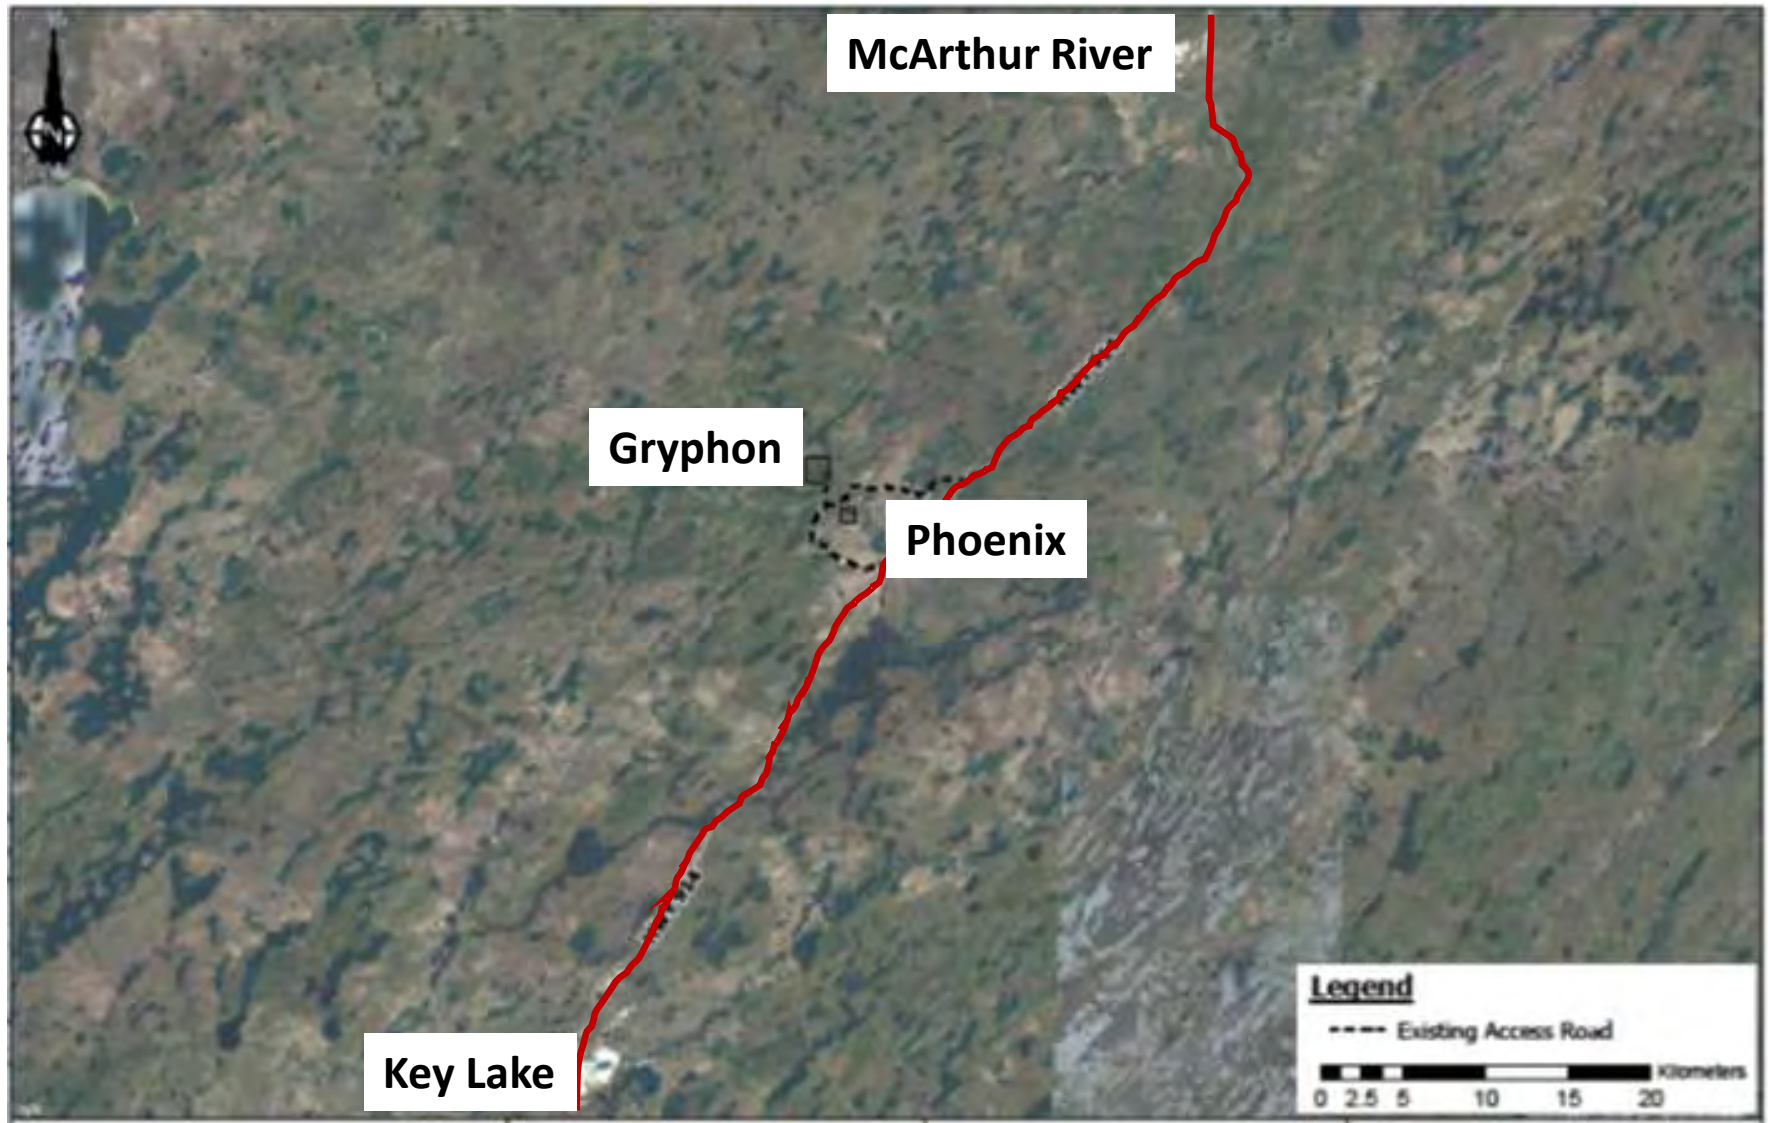 McArthur River
N
Gryphon
Phoenix
Key Lake
Legend
Existing Access Road
Kilometers
0 2.5 5 10 15 20